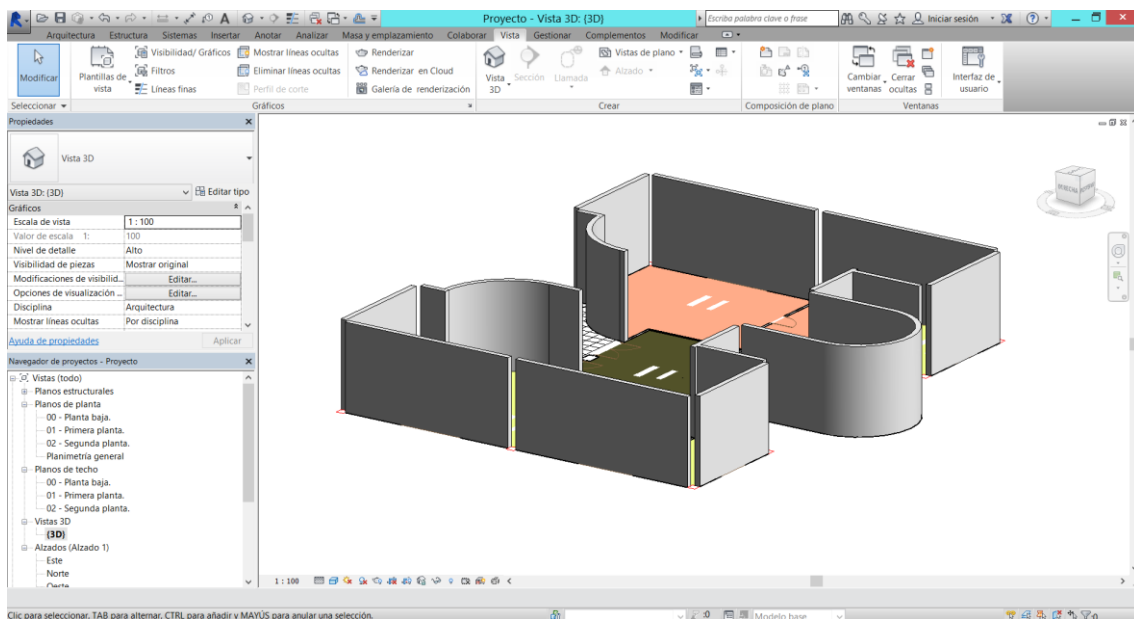 Proyecto - Vista 3D: {3D}
Escriba palabra clave o frase
Iniciar sesión
Arquitectura Estructura Sistemas Insertar Anotar Analizar Masa y emplazamiento Colaborar Vista Gestionar Complementos Modificar
Modificar
Plantillas de vista
Visibilidad/ Gráficos
Filtros
Líneas finas
Mostrar líneas ocultas
Eliminar líneas ocultas
Perfil de corte
Renderizar
Renderizar en Cloud
Galería de renderización
Vista 3D
Sección
Llamada
Vistas de plano
Alzado
Cambiar ventanas
Cerrar ocultas
Interfaz de usuario
Seleccionar
Gráficos
Crear
Composición de plano
Ventanas
Propiedades
Vista 3D
Vista 3D: {3D}
Editar tipo
Gráficos
Escala de vista 1 : 100
Valor de escala 1: 100
Nivel de detalle Alto
Visibilidad de piezas Mostrar original
Modificaciones de visibilid... Editar...
Opciones de visualización ... Editar...
Disciplina Arquitectura
Mostrar líneas ocultas Por disciplina
Ayuda de propiedades Aplicar
Navegador de proyectos - Proyecto
Vistas (todo)
Planos estructurales
Planos de planta
00 - Planta baja.
01 - Primera planta.
02 - Segunda planta.
Planimetría general
Planos de techo
00 - Planta baja.
01 - Primera planta.
02 - Segunda planta.
Vistas 3D
{3D}
Alzados (Alzado 1)
Este
Norte
Oeste
1 : 100
Clic para seleccionar, TAB para alternar, CTRL para añadir y MAYÚS para anular una selección.
:0
Modelo base
:0